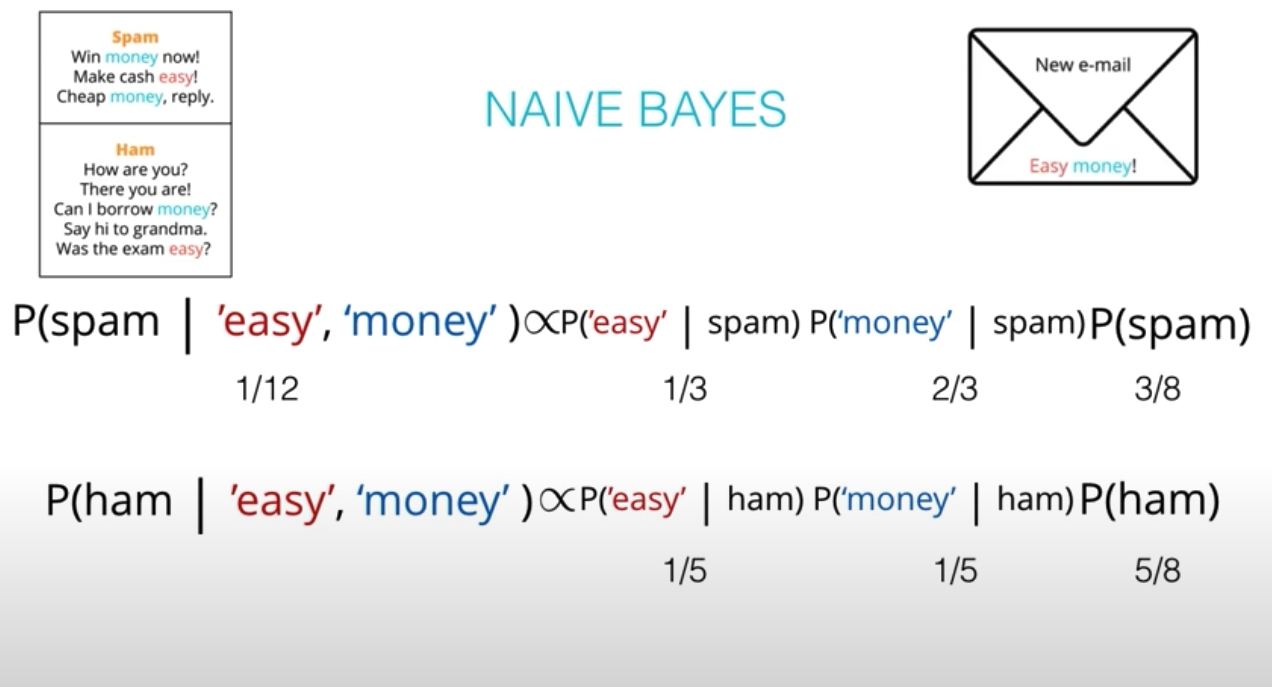 Spam
Win money now!
Make cash easy!
Cheap money, reply.
Ham
How are you?
There you are!
Can I borrow money?
Say hi to grandma.
Was the exam easy?
NAIVE BAYES
New e-mail
Easy money!
P(spam | ’easy’, ‘money’ )∝P(’easy’ | spam) P(‘money’ | spam)P(spam)
1/12 1/3 2/3 3/8
P(ham | ’easy’, ‘money’ )∝P(’easy’ | ham) P(‘money’ | ham)P(ham)
1/5 1/5 5/8